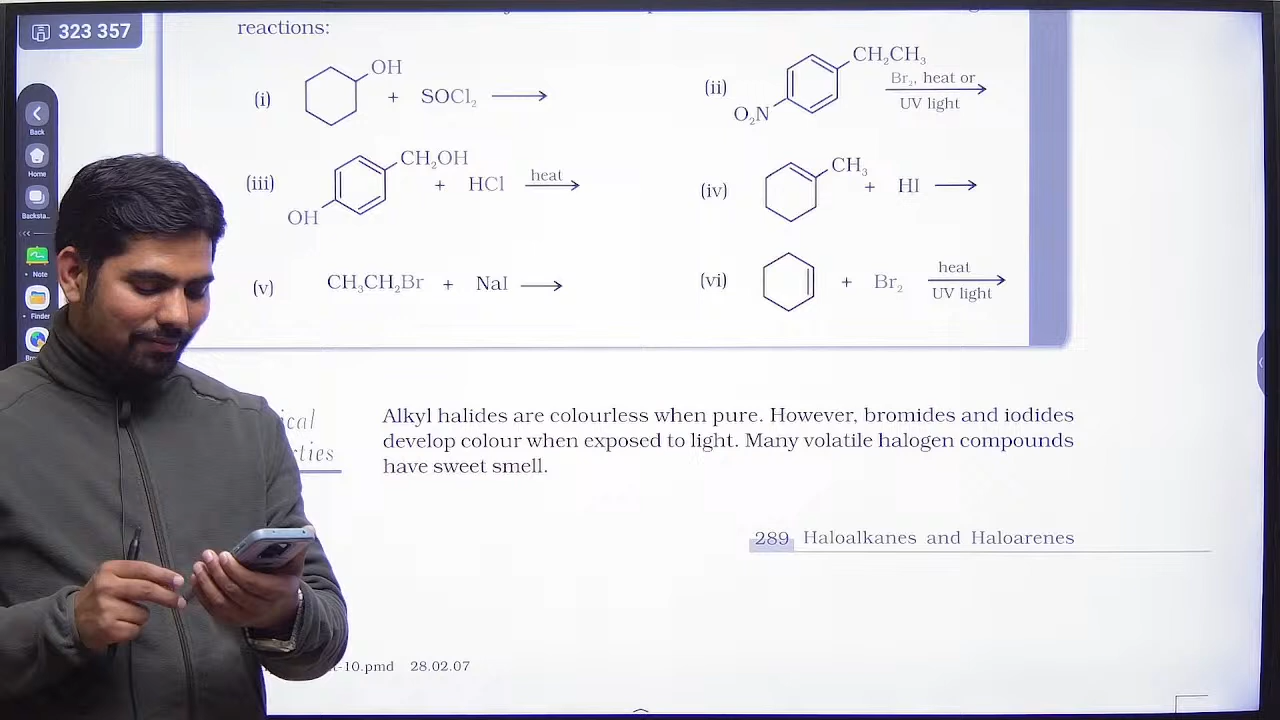 323 357
reactions:
(i) OH + SOCl₂ ⟶
(ii) CH₂CH₃ O₂N Br₂, heat or UV light
(iii) CH₂OH OH + HCl heat
(iv) CH₃ + HI ⟶
(v) CH₃CH₂Br + NaI ⟶
(vi) + Br₂ heat UV light
Back
Home
Backsta..
Note
Finder
ical
rties
Alkyl halides are colourless when pure. However, bromides and iodides
develop colour when exposed to light. Many volatile halogen compounds
have sweet smell.
289 Haloalkanes and Haloarenes
-10.pmd 28.02.07